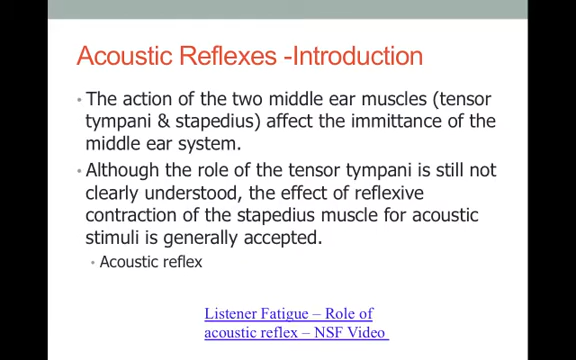 Acoustic Reflexes -Introduction
• The action of the two middle ear muscles (tensor
tympani & stapedius) affect the immittance of the
middle ear system.
• Although the role of the tensor tympani is still not
clearly understood, the effect of reflexive
contraction of the stapedius muscle for acoustic
stimuli is generally accepted.
• Acoustic reflex
Listener Fatigue – Role of
acoustic reflex – NSF Video